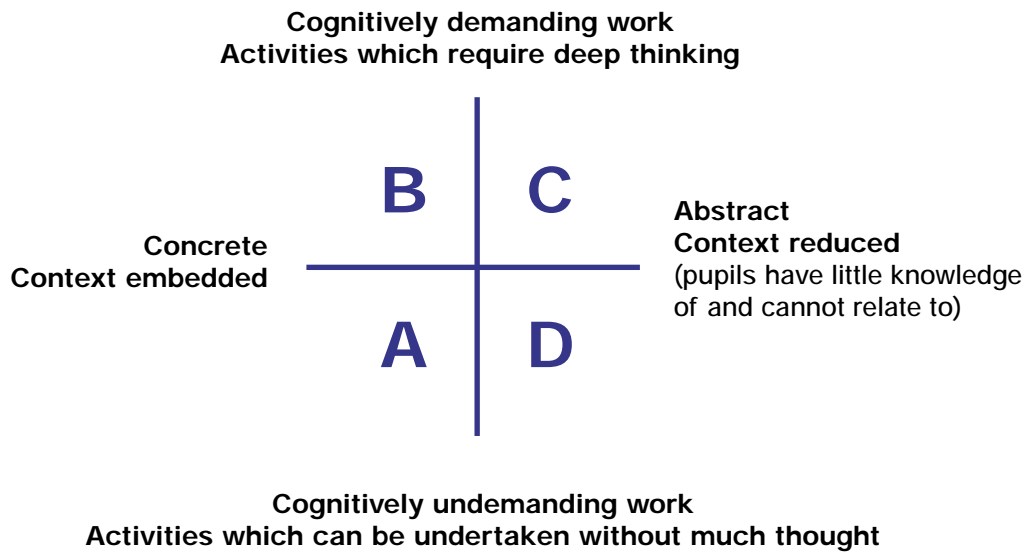 Cognitively demanding work
Activities which require deep thinking
B
C
Concrete
Context embedded
Abstract
Context reduced
(pupils have little knowledge
of and cannot relate to)
A
D
Cognitively undemanding work
Activities which can be undertaken without much thought